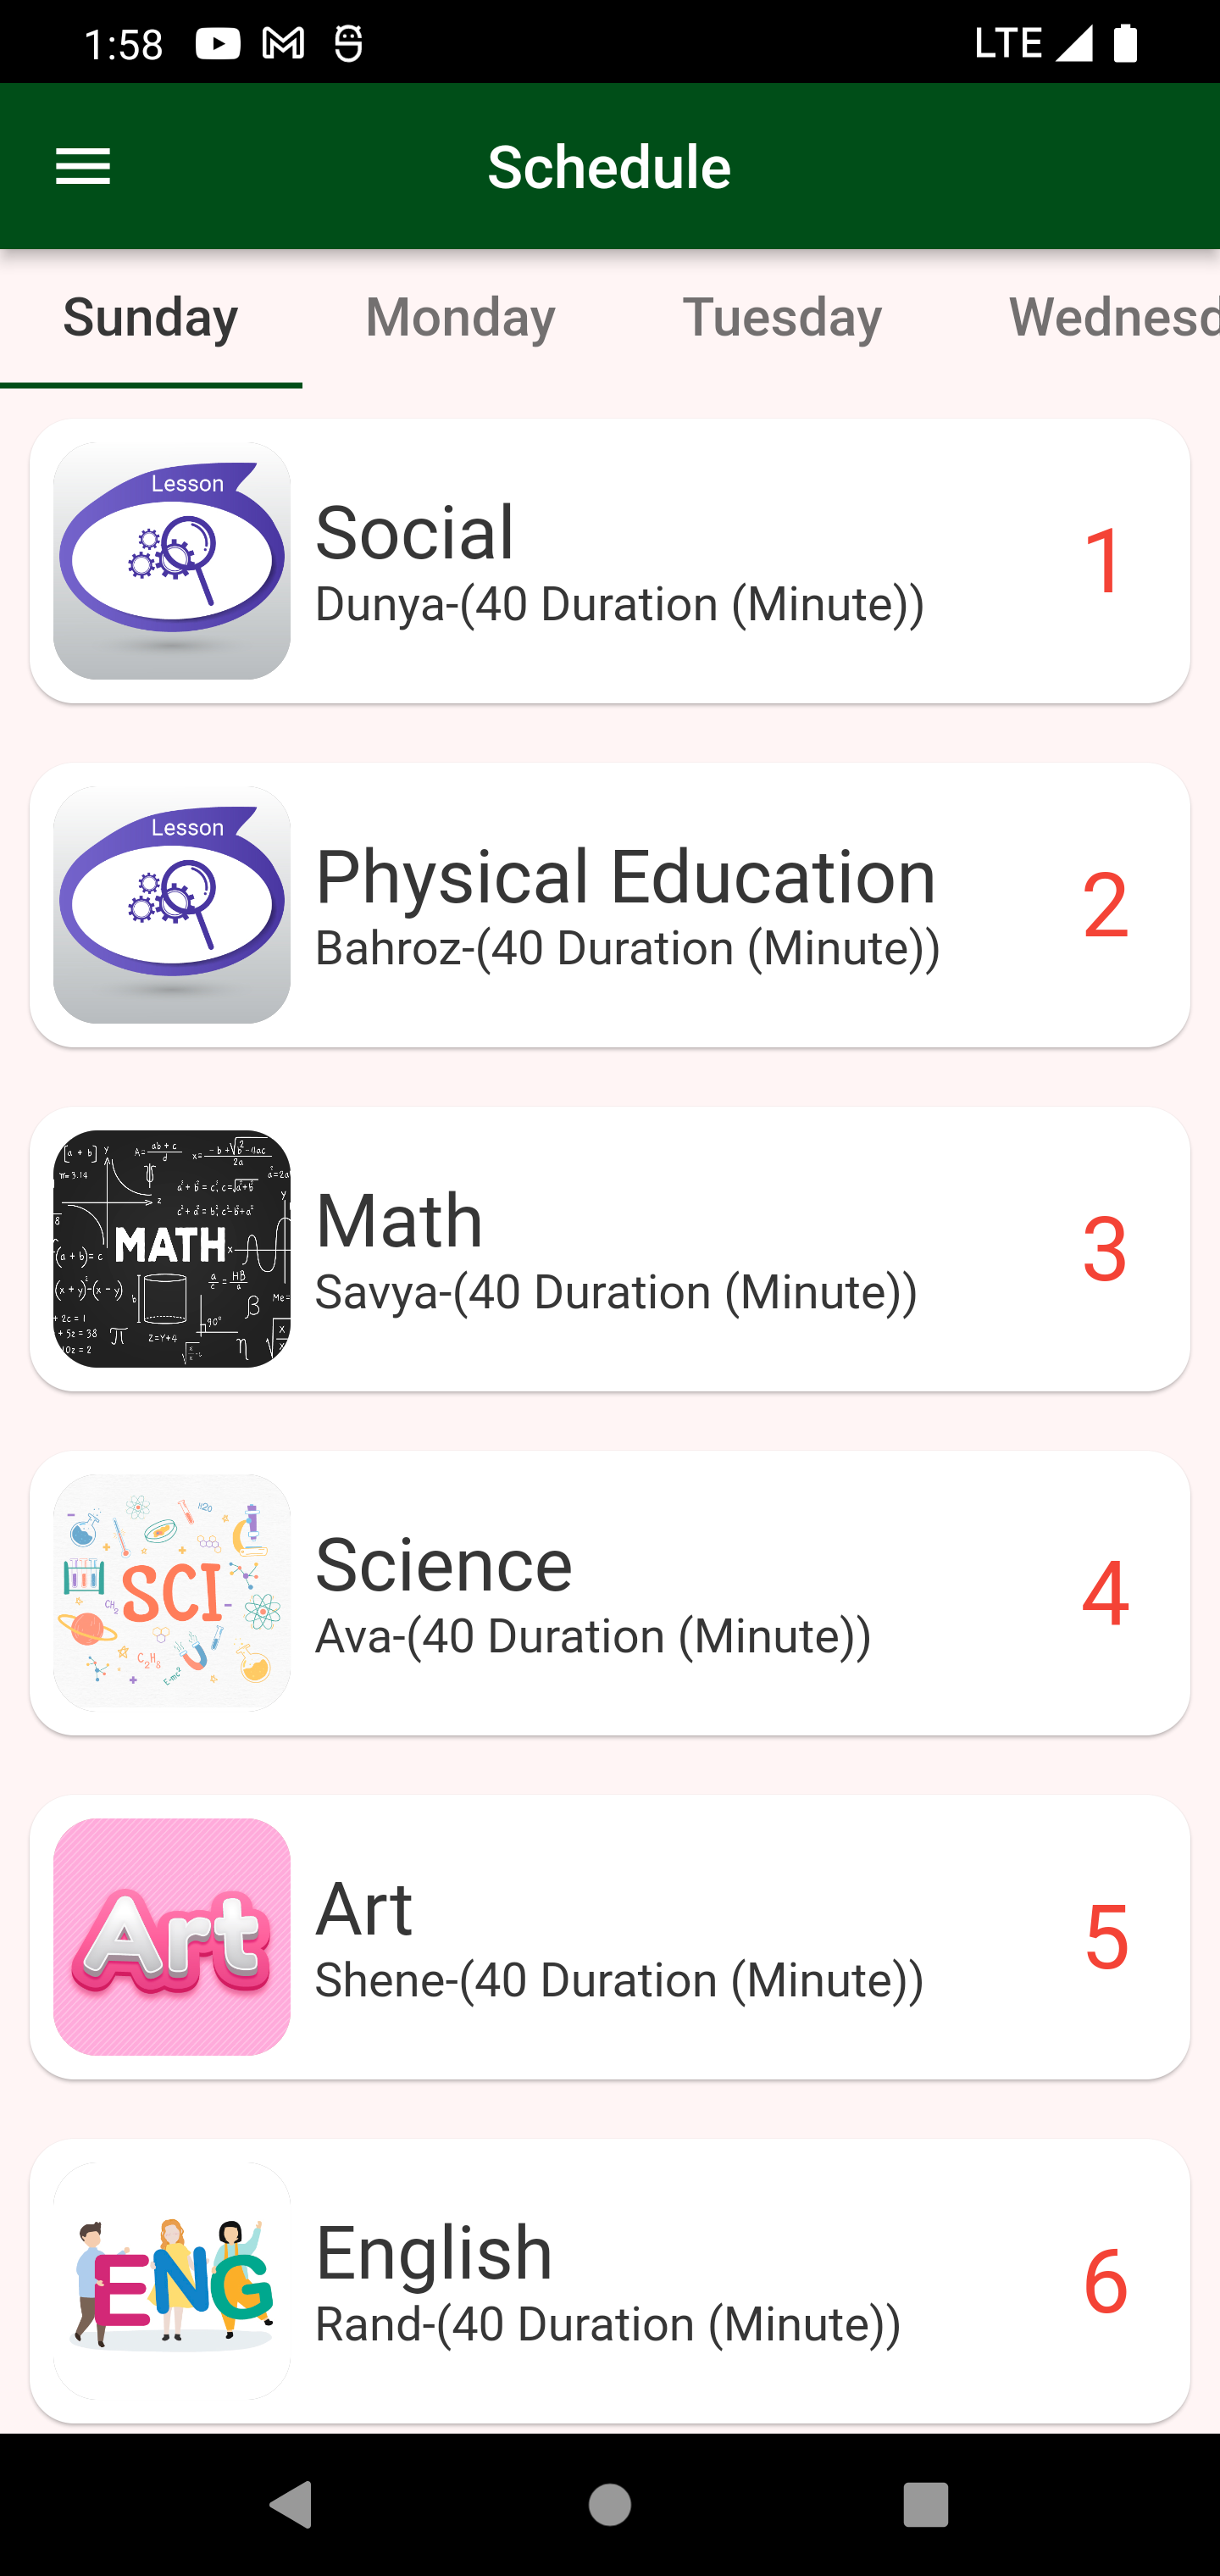 1:58
LTE
Schedule
Sunday Monday Tuesday Wednesd
Lesson
Social
Dunya-(40 Duration (Minute))
1
Lesson
Physical Education
Bahroz-(40 Duration (Minute))
2
MATH
Math
Savya-(40 Duration (Minute))
3
SCI
Science
Ava-(40 Duration (Minute))
4
Art
Art
Shene-(40 Duration (Minute))
5
ENG
English
Rand-(40 Duration (Minute))
6